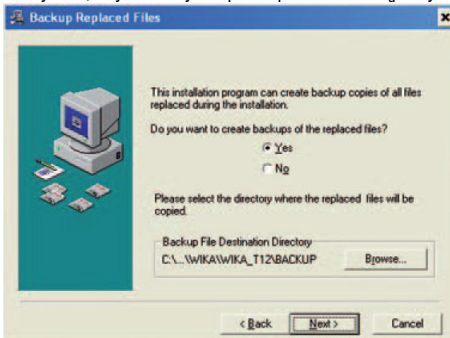 Backup Replaced Files
This installation program can create backup copies of all files
replaced during the installation.
Do you want to create backups of the replaced files?
Yes
No
Please select the directory where the replaced files will be
copied.
Backup File Destination Directory
C:\...\WIKA\WIKA_T12\BACKUP
Browse...
< Back
Next >
Cancel